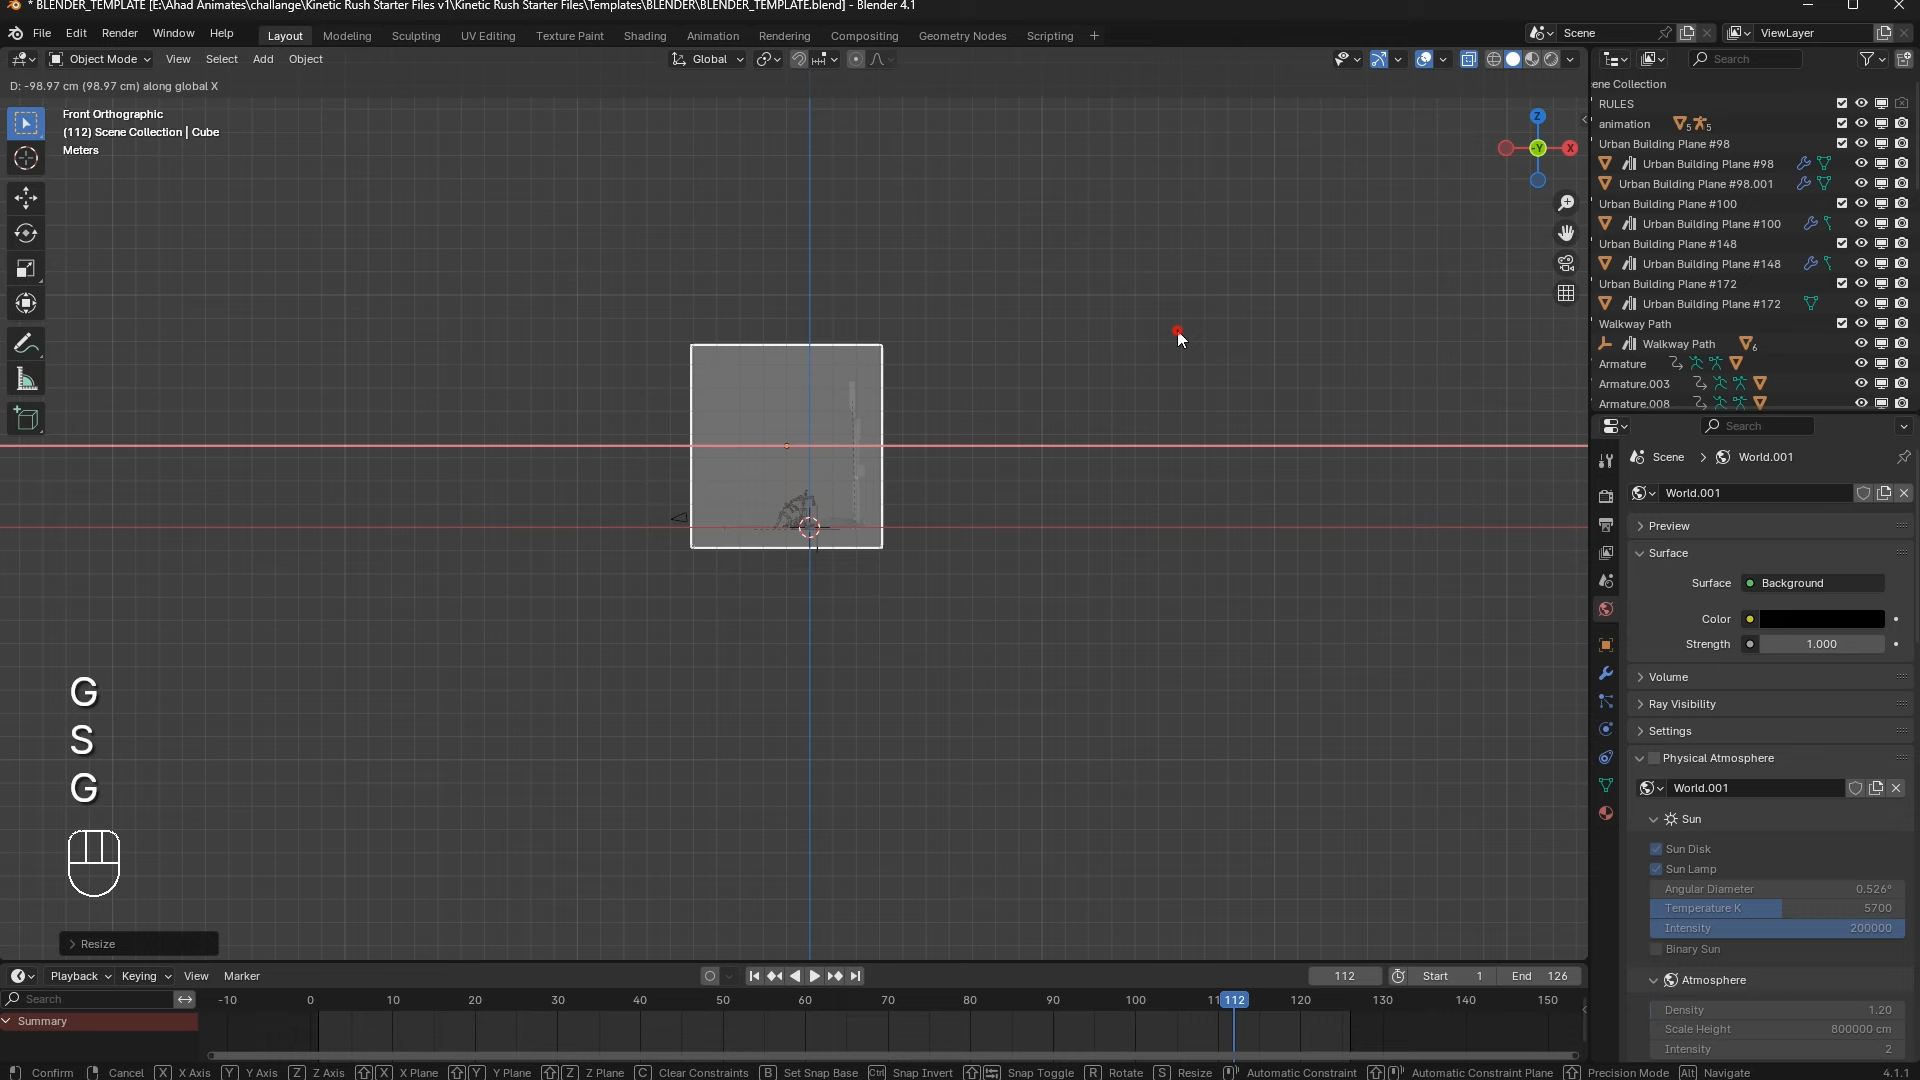 * BLENDER_TEMPLATE [E:\Ahad Animates\challange\Kinetic Rush Starter Files v1\Kinetic Rush Starter Files\Templates\BLENDER\BLENDER_TEMPLATE.blend] - Blender 4.1
File Edit Render Window Help Layout Modeling Sculpting UV Editing Texture Paint Shading Animation Rendering Compositing Geometry Nodes Scripting + Scene ViewLayer
Object Mode View Select Add Object Global Search
D: -98.97 cm (98.97 cm) along global X
Front Orthographic
(112) Scene Collection | Cube
Meters
Z
-Y
X
ene Collection
RULES
animation 5 5
Urban Building Plane #98
Urban Building Plane #98
Urban Building Plane #98.001
Urban Building Plane #100
Urban Building Plane #100
Urban Building Plane #148
Urban Building Plane #148
Urban Building Plane #172
Urban Building Plane #172
Walkway Path
Walkway Path 6
Armature
Armature.003
Armature.008
Search
Scene > World.001
World.001
Preview
Surface
Surface Background
Color
Strength 1.000
Volume
Ray Visibility
Settings
Physical Atmosphere
World.001
Sun
Sun Disk
Sun Lamp
Angular Diameter 0.526°
Temperature K 5700
Intensity 200000
Binary Sun
Atmosphere
Density 1.20
Scale Height 800000 cm
Intensity 2
G
S
G
Resize
Playback Keying View Marker 112 Start 1 End 126
Search -10 0 10 20 30 40 50 60 70 80 90 100 11 112 120 130 140 150
Summary
Confirm Cancel X X Axis Y Y Axis Z Z Axis X X Plane Y Y Plane Z Z Plane C Clear Constraints B Set Snap Base Ctrl Snap Invert Snap Toggle R Rotate S Resize Automatic Constraint Automatic Constraint Plane Precision Mode Alt Navigate 4.1.1